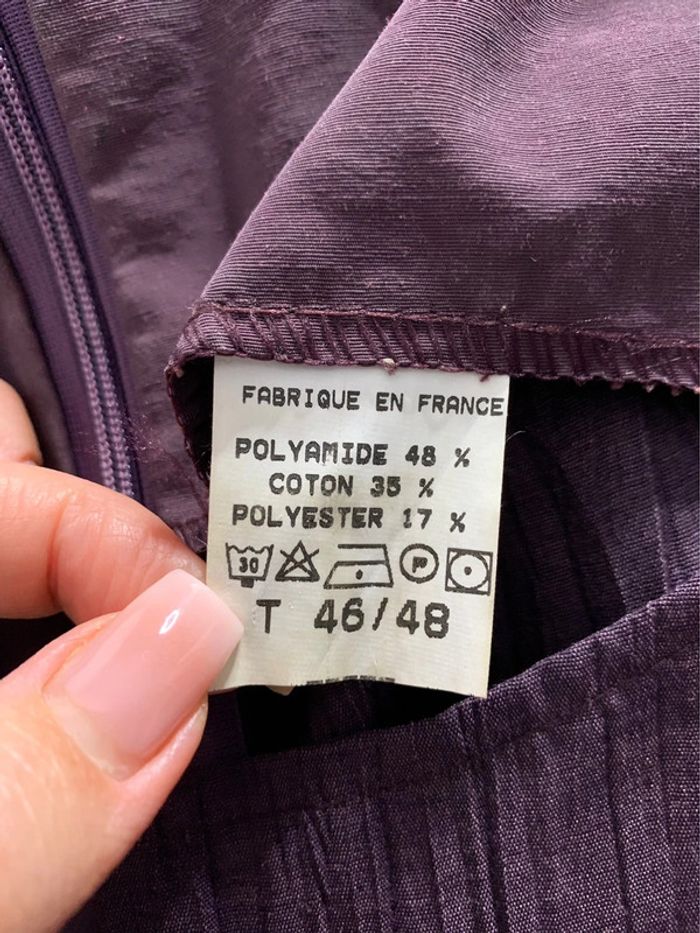 FABRIQUE EN FRANCE
POLYAMIDE 48 %
COTON 35 %
POLYESTER 17 %
30 P
T 46/48